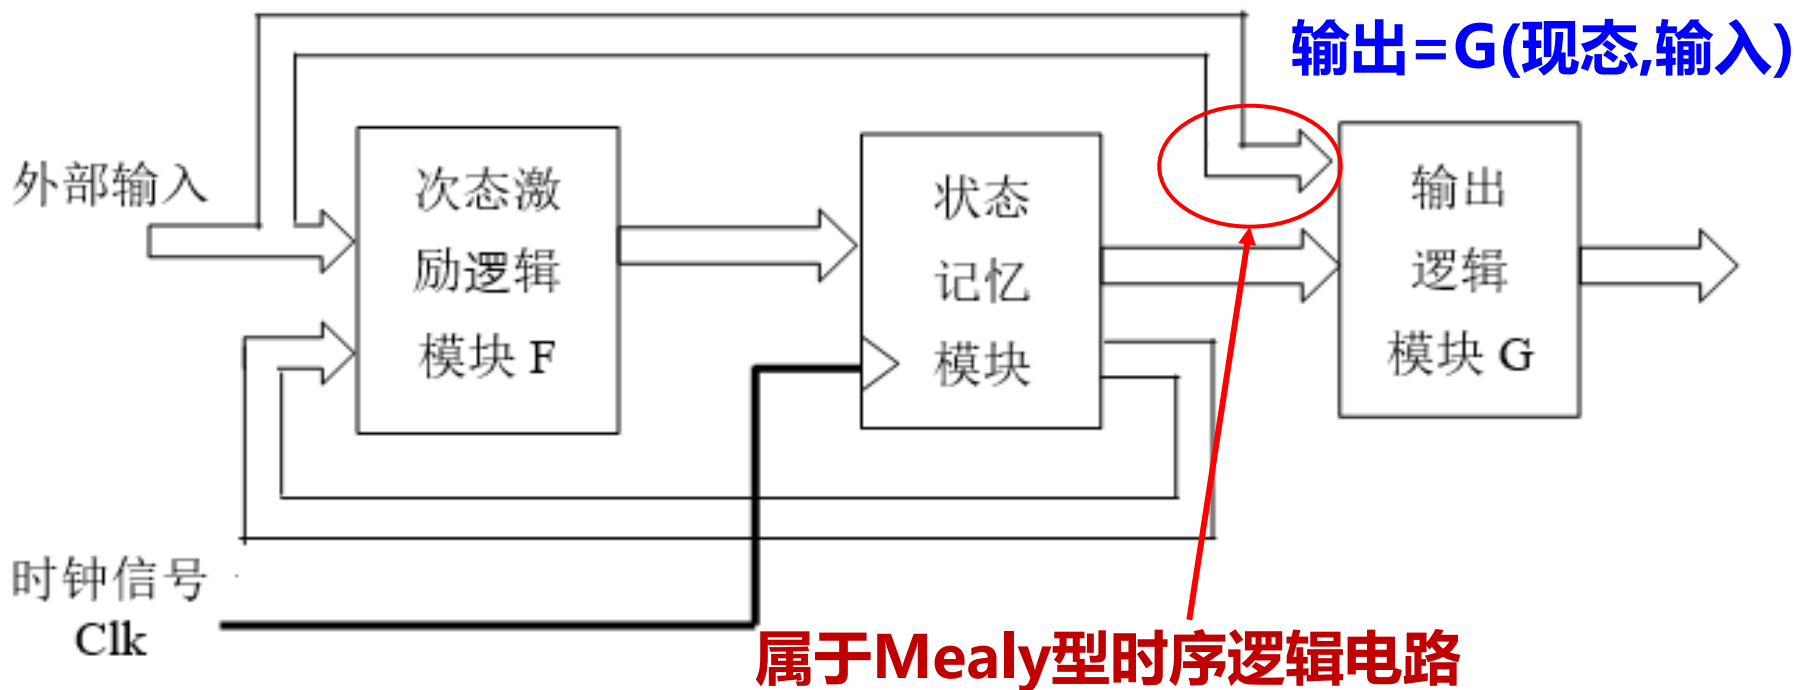 输出=G(现态,输入)
外部输入
次态激
励逻辑
模块 F
状态
记忆
模块
输出
逻辑
模块 G
时钟信号
Clk
属于Mealy型时序逻辑电路